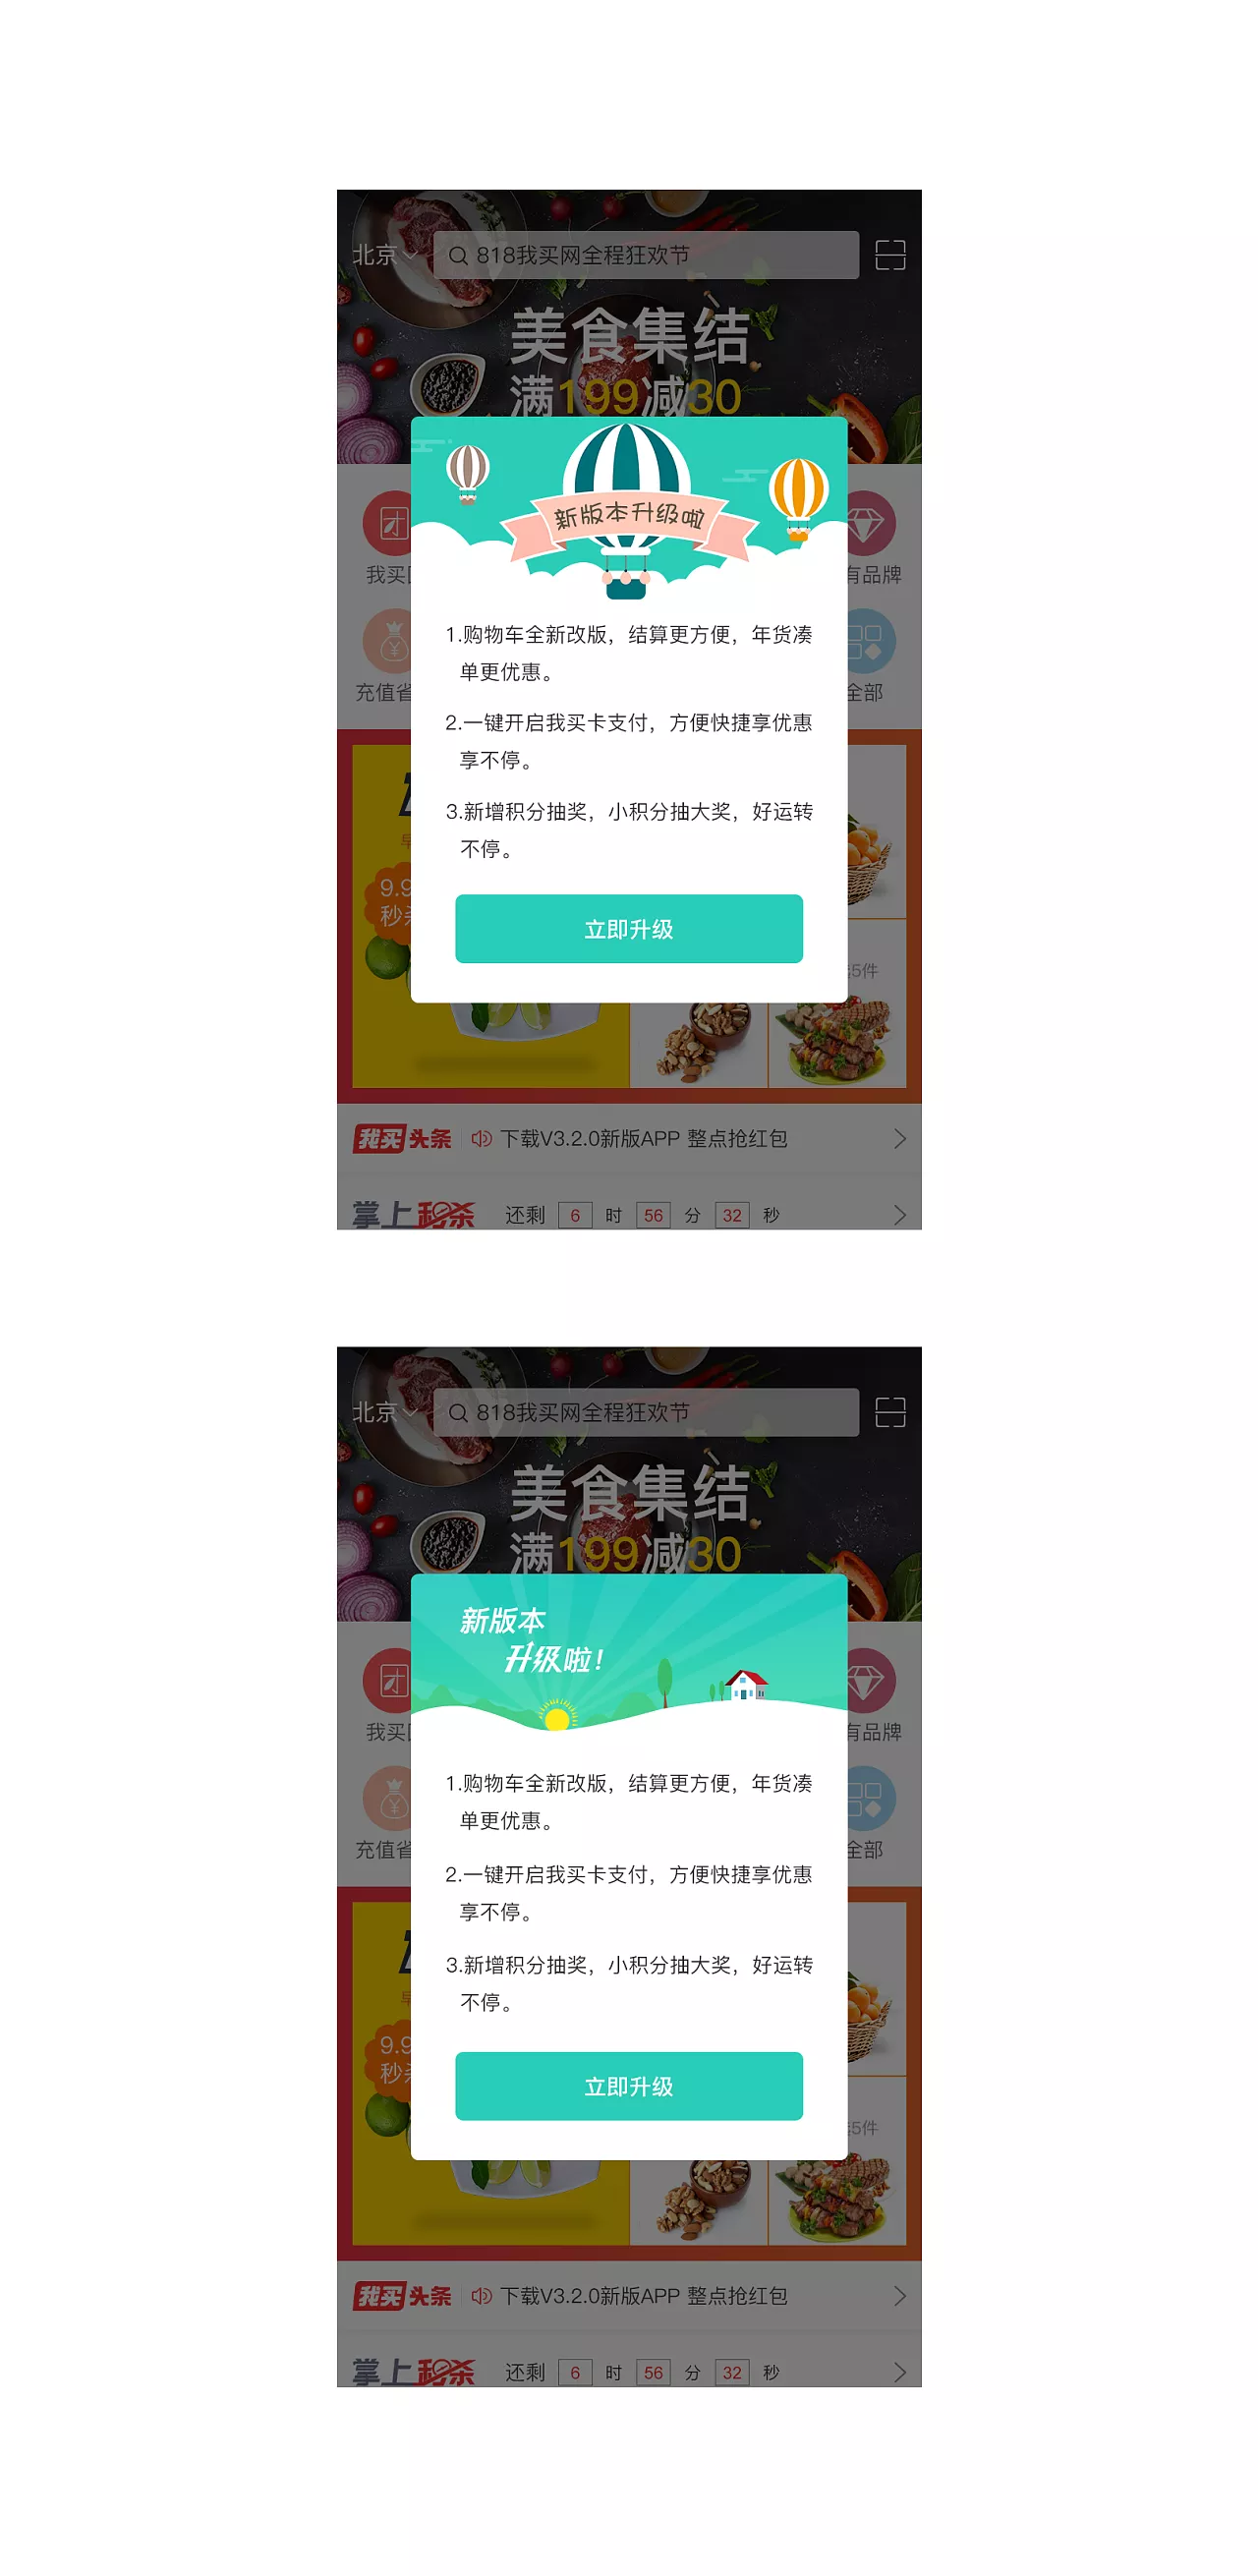 北京
818我买网全程狂欢节
美食集结
满199减30
新版本升级啦
我买
有品牌
充值省
全部
1.购物车全新改版，结算更方便，年货凑
单更优惠。
2.一键开启我买卡支付，方便快捷享优惠
享不停。
3.新增积分抽奖，小积分抽大奖，好运转
不停。
立即升级
早
9.9
秒杀
5件
我买头条
下载V3.2.0新版APP 整点抢红包
掌上秒杀
还剩 6 时 56 分 32 秒
北京
818我买网全程狂欢节
美食集结
满199减30
新版本
升级啦！
我买
有品牌
充值省
全部
1.购物车全新改版，结算更方便，年货凑
单更优惠。
2.一键开启我买卡支付，方便快捷享优惠
享不停。
3.新增积分抽奖，小积分抽大奖，好运转
不停。
立即升级
早
9.9
秒杀
5件
我买头条
下载V3.2.0新版APP 整点抢红包
掌上秒杀
还剩 6 时 56 分 32 秒